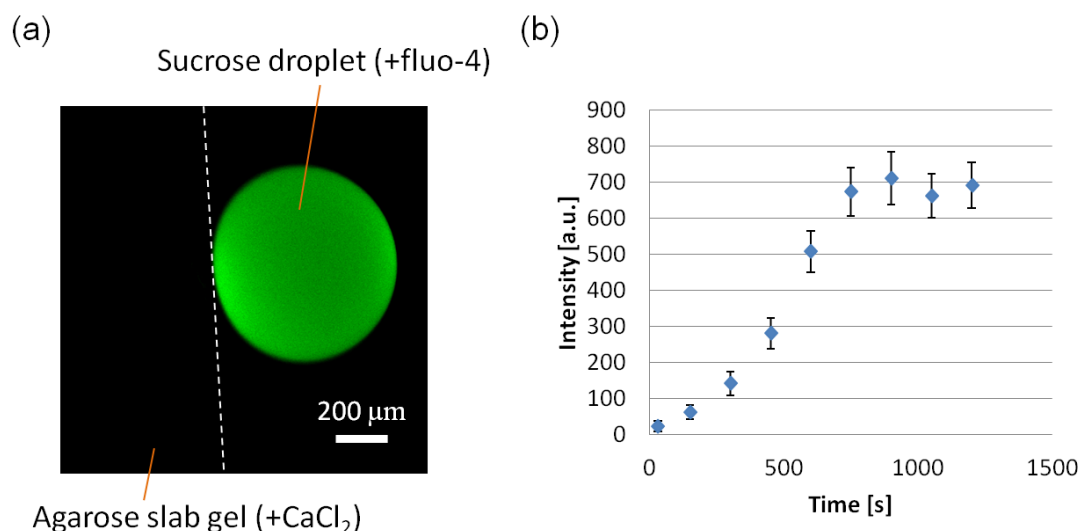 (a)
Sucrose droplet (+fluo-4)
200 μm
Agarose slab gel (+CaCl₂)
(b)
Intensity [a.u.]
900
800
700
600
500
400
300
200
100
0
0 500 1000 1500
Time [s]